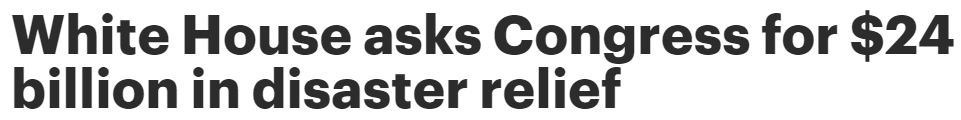 White House asks Congress for $24
billion in disaster relief